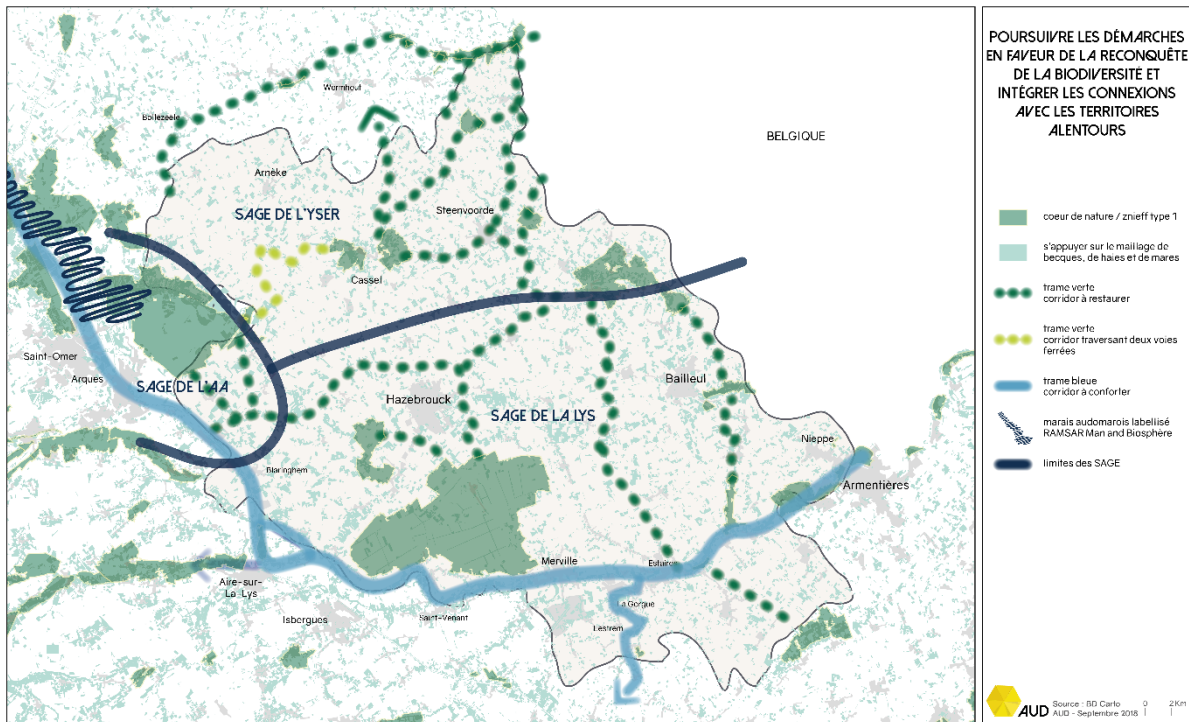 POURSUIVRE LES DÉMARCHES
EN FAVEUR DE LA RECONQUÊTE
DE LA BIODIVERSITÉ ET
INTÉGRER LES CONNEXIONS
AVEC LES TERRITOIRES
ALENTOURS
coeur de nature / znieff type 1
s'appuyer sur le maillage de
becques, de haies et de mares
trame verte
corridor à restaurer
trame verte
corridor traversant deux voies
ferrées
trame bleue
corridor à conforter
marais audomarois labellisé
RAMSAR Man and Biosphère
limites des SAGE
AUD
Source : BD Carto
AUD - Septembre 2018
0 2Km
Wormhout
Bollezeele
BELGIQUE
Arnèke
SAGE DE L'YSER
Steenvoorde
Cassel
Saint-Omer
Arques
SAGE DE L'AA
Hazebrouck
SAGE DE LA LYS
Bailleul
Nieppe
Blaringhem
Armentières
Merville
Estaires
Aire-sur-
La-Lys
La Gorgue
Saint-Venant
Isbergues
Lestrem